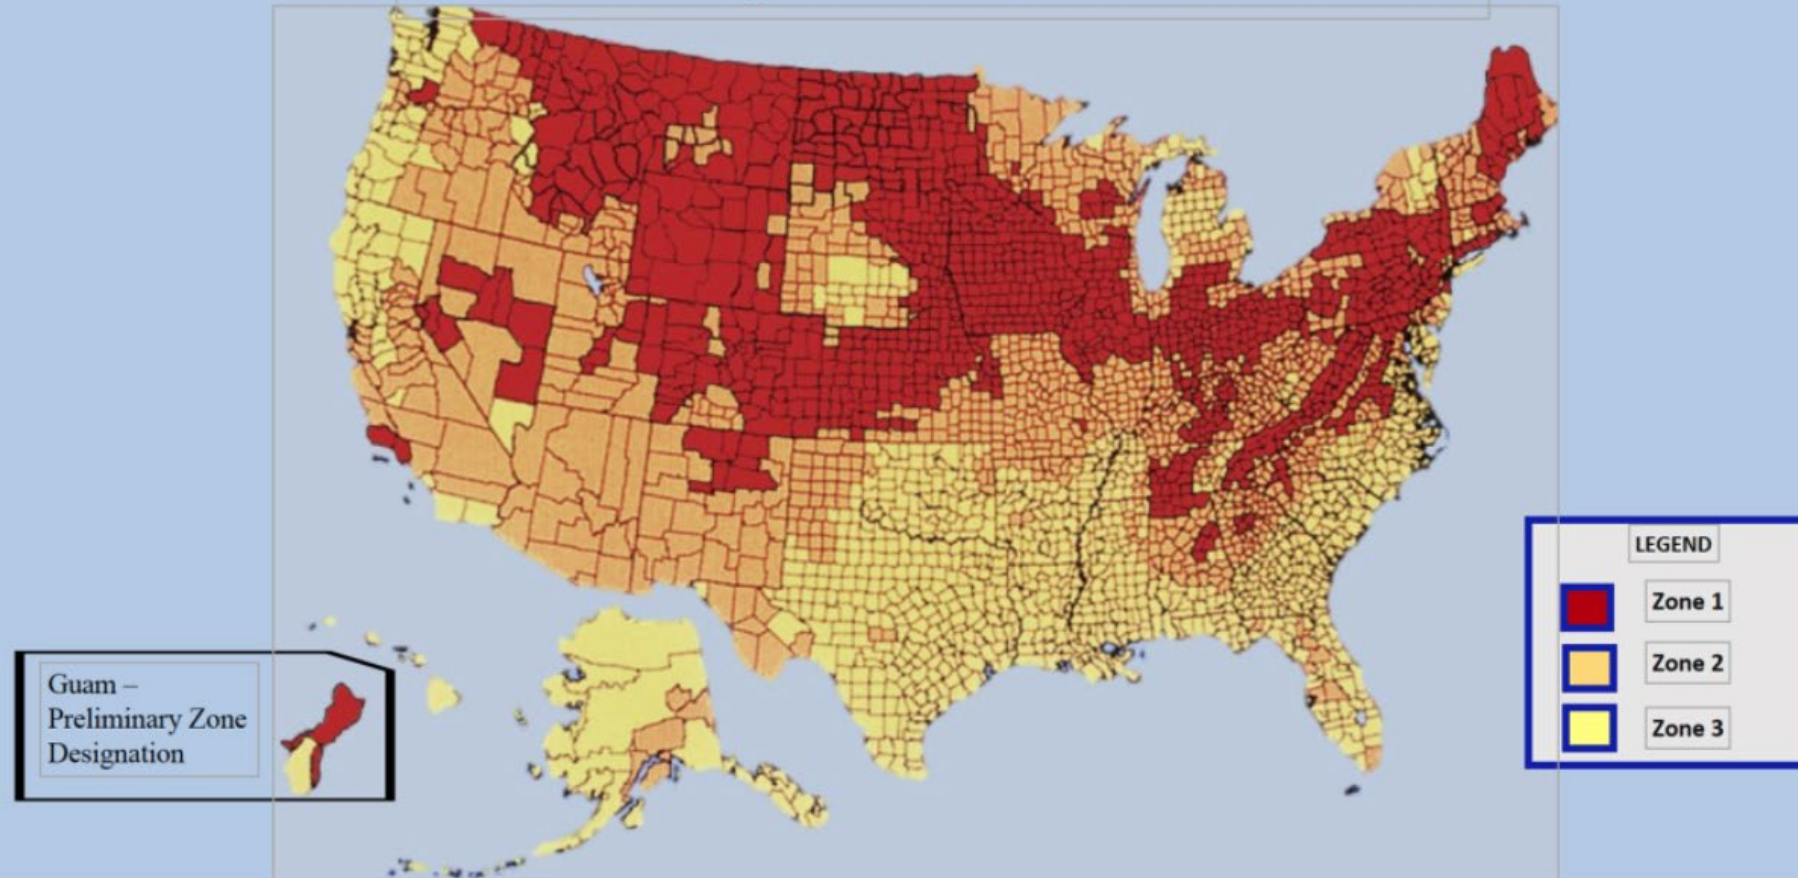 Guam –
Preliminary Zone
Designation
LEGEND
Zone 1
Zone 2
Zone 3